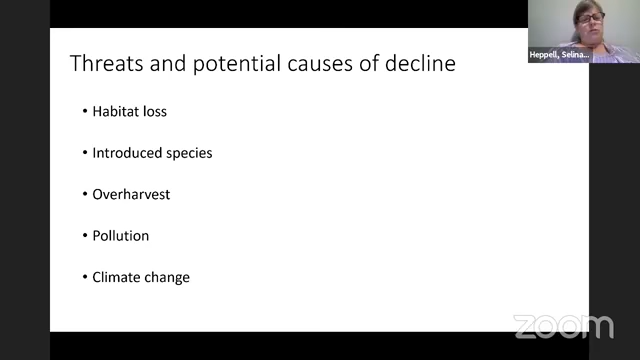 Threats and potential causes of decline
• Habitat loss
• Introduced species
• Overharvest
• Pollution
• Climate change
Heppell, Selina...
zoom